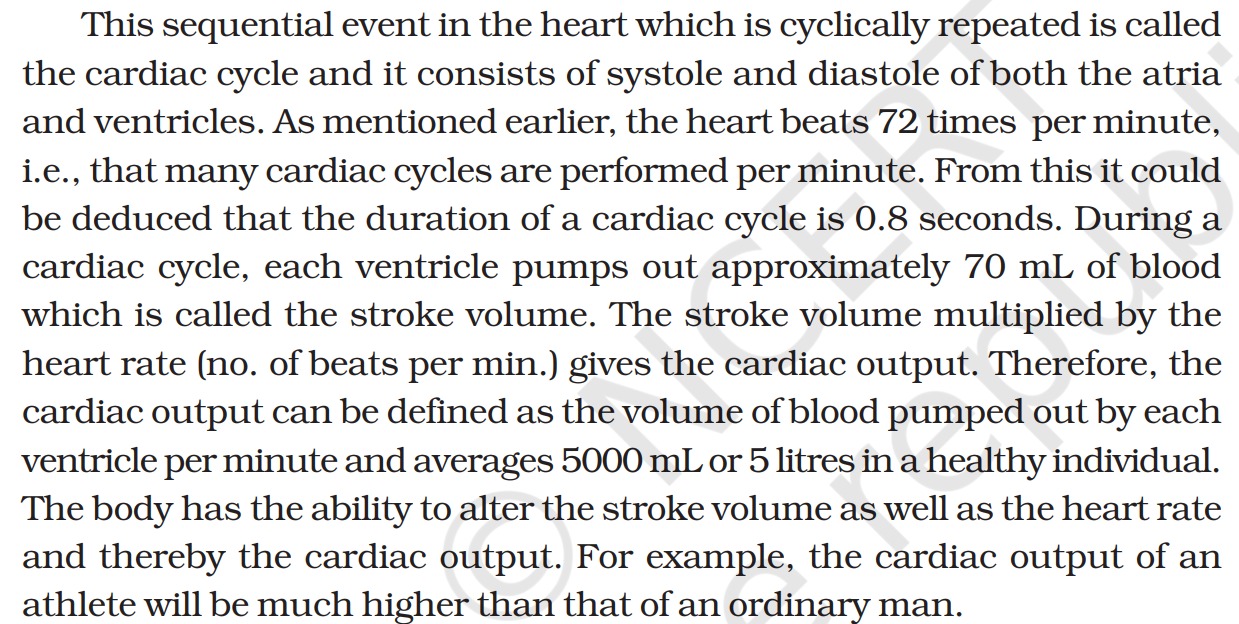 This sequential event in the heart which is cyclically repeated is called
the cardiac cycle and it consists of systole and diastole of both the atria
and ventricles. As mentioned earlier, the heart beats 72 times per minute,
i.e., that many cardiac cycles are performed per minute. From this it could
be deduced that the duration of a cardiac cycle is 0.8 seconds. During a
cardiac cycle, each ventricle pumps out approximately 70 mL of blood
which is called the stroke volume. The stroke volume multiplied by the
heart rate (no. of beats per min.) gives the cardiac output. Therefore, the
cardiac output can be defined as the volume of blood pumped out by each
ventricle per minute and averages 5000 mL or 5 litres in a healthy individual.
The body has the ability to alter the stroke volume as well as the heart rate
and thereby the cardiac output. For example, the cardiac output of an
athlete will be much higher than that of an ordinary man.
© NCERT